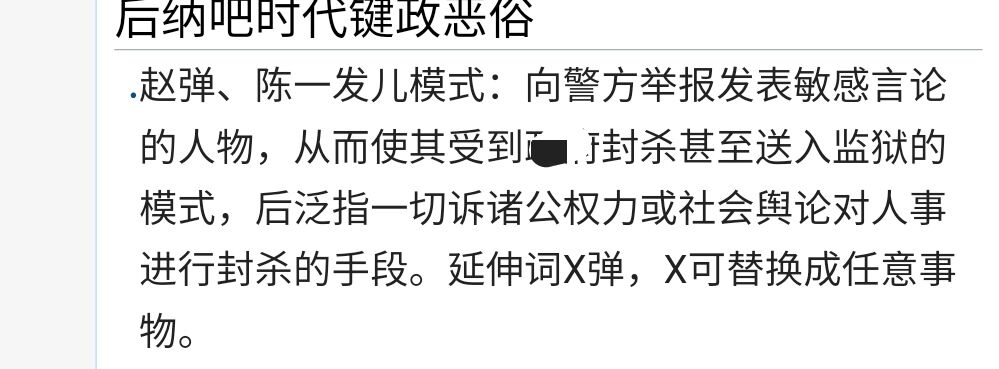 后纳吧时代键政恶俗
.赵弹、陈一发儿模式：向警方举报发表敏感言论
的人物，从而使其受到封杀甚至送入监狱的
模式，后泛指一切诉诸公权力或社会舆论对人事
进行封杀的手段。延伸词X弹，X可替换成任意事
物。